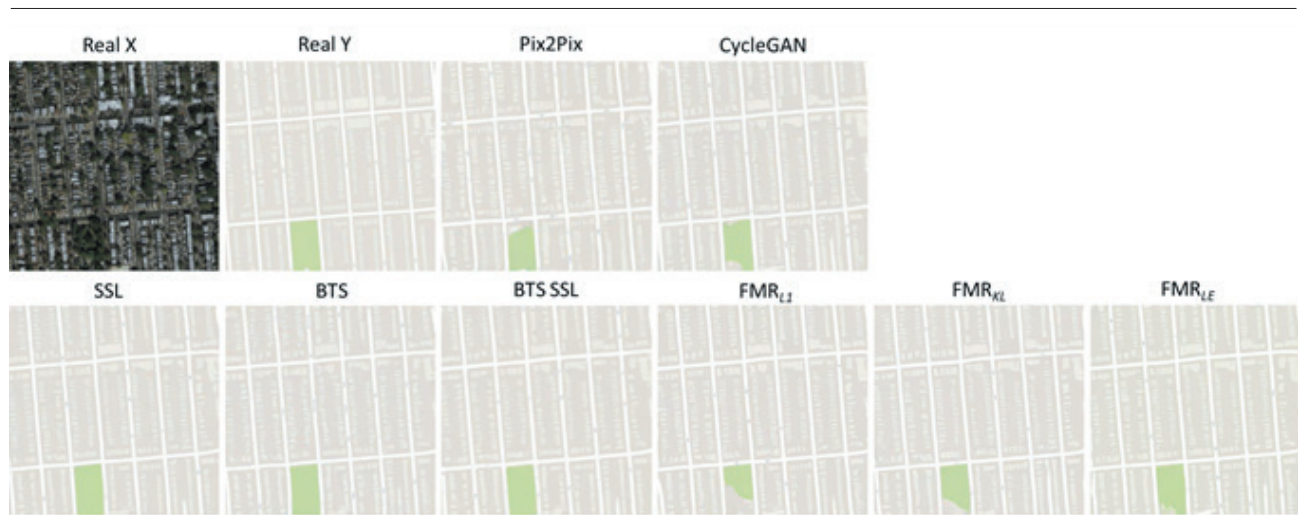 Real X Real Y Pix2Pix CycleGAN
SSL BTS BTS SSL FMR_L1 FMR_KL FMR_LE